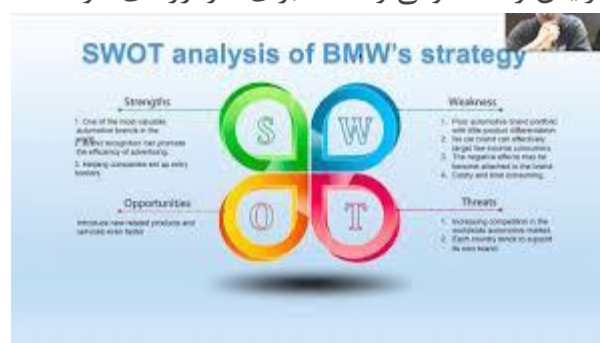 SWOT analysis of BMW's strategy
Strengths
1. One of the most valuable
automotive brands in the
world
2. Brand recognition can promote
the efficiency of advertising.
3. Helping companies set up entry
barriers
Weakness
1. Poor automotive brand portfolio
with little product differentiation
2. No car brand can effectively
target low-income consumers
3. The negative effects may be
become attached to the brand
4. Costly and time consuming.
S
W
O
T
Opportunities
Introduce new related products and
services even faster
Threats
1. Increasing competition in the
worldwide automotive market.
2. Each country tends to support
its own brand